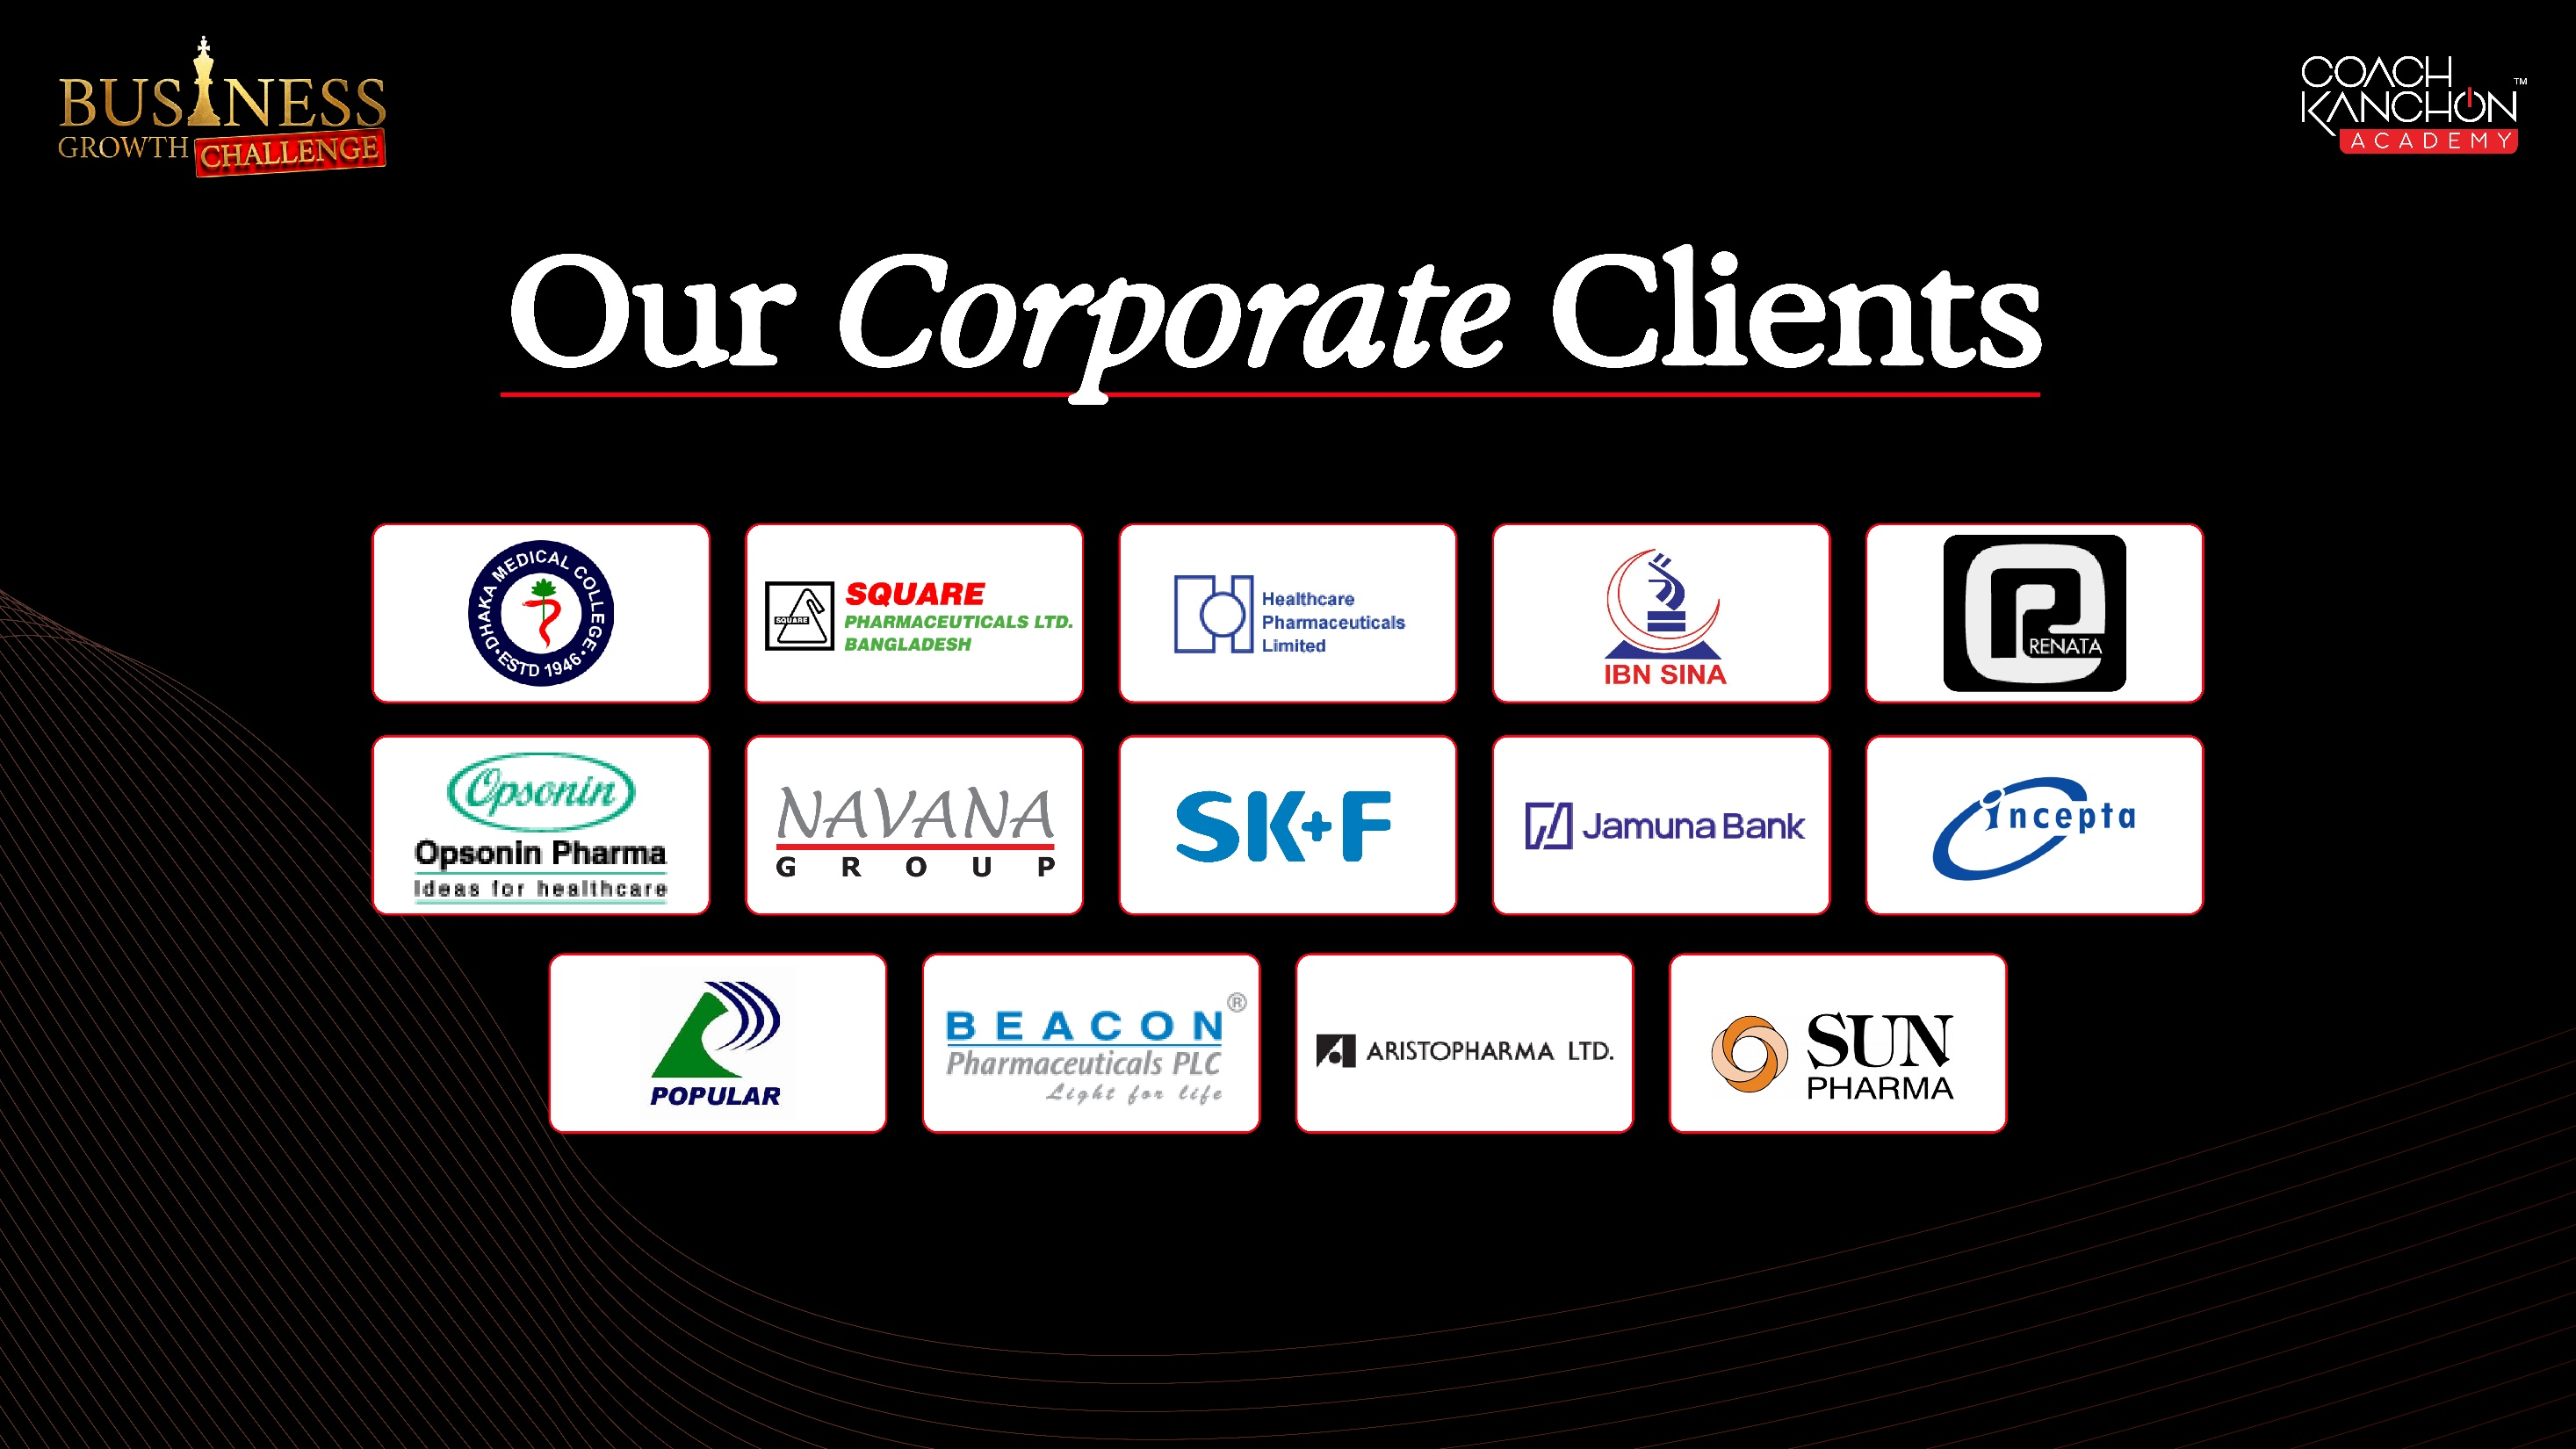 BUSINESS
GROWTH CHALLENGE
COACH
KANCHON™
ACADEMY
Our Corporate Clients
DHAKA MEDICAL COLLEGE
ESTD 1946
SQUARE
SQUARE
PHARMACEUTICALS LTD.
BANGLADESH
Healthcare
Pharmaceuticals
Limited
IBN SINA
RENATA
Opsonin
Opsonin Pharma
Ideas for healthcare
NAVANA
GROUP
SK+F
Jamuna Bank
incepta
POPULAR
BEACON®
Pharmaceuticals PLC
Light for life
ARISTOPHARMA LTD.
SUN
PHARMA